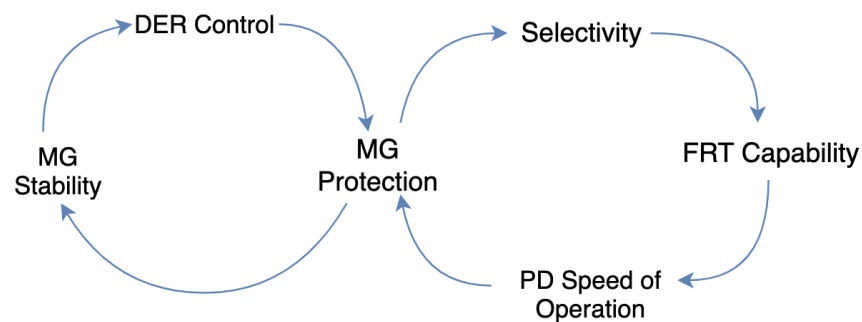 DER Control
Selectivity
MG
Stability
MG
Protection
FRT Capability
PD Speed of
Operation